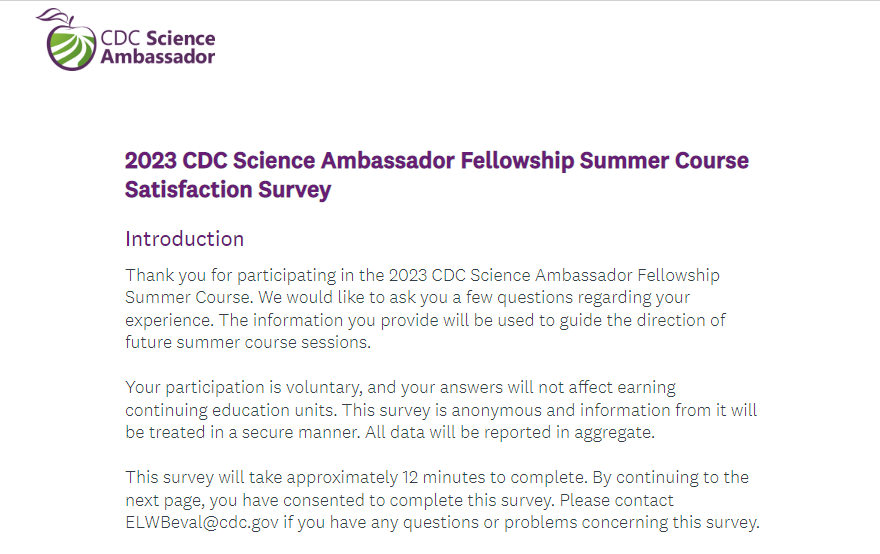 CDC Science
Ambassador
2023 CDC Science Ambassador Fellowship Summer Course
Satisfaction Survey
Introduction
Thank you for participating in the 2023 CDC Science Ambassador Fellowship
Summer Course. We would like to ask you a few questions regarding your
experience. The information you provide will be used to guide the direction of
future summer course sessions.
Your participation is voluntary, and your answers will not affect earning
continuing education units. This survey is anonymous and information from it will
be treated in a secure manner. All data will be reported in aggregate.
This survey will take approximately 12 minutes to complete. By continuing to the
next page, you have consented to complete this survey. Please contact
ELWBeval@cdc.gov if you have any questions or problems concerning this survey.